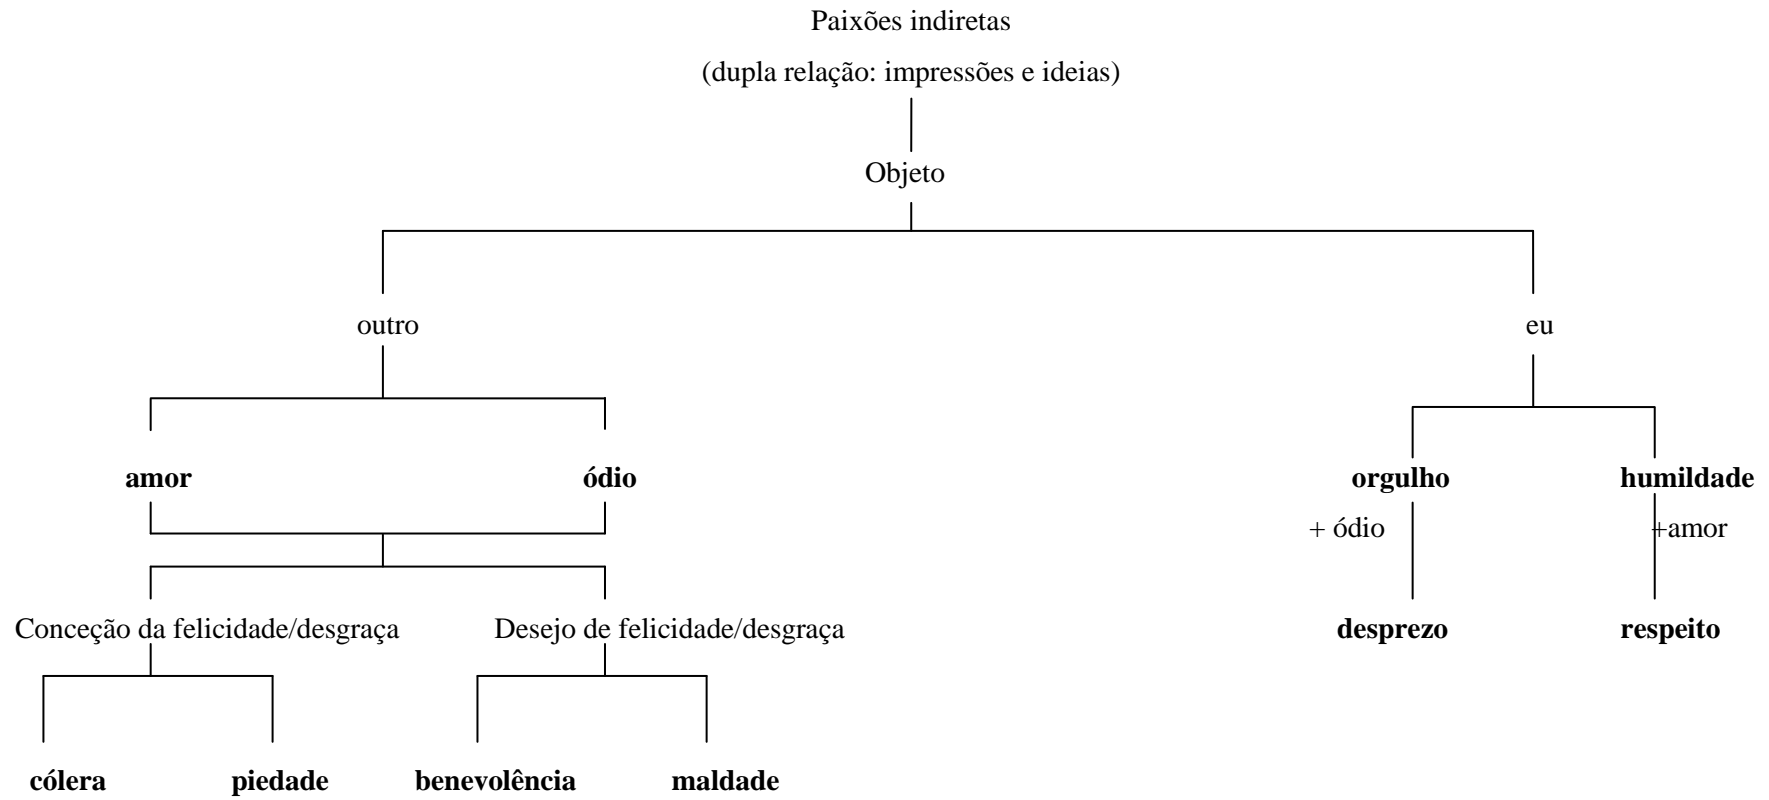 Paixões indiretas
(dupla relação: impressões e ideias)
Objeto
outro
eu
amor
ódio
orgulho
humildade
+ ódio
+amor
Conceção da felicidade/desgraça
Desejo de felicidade/desgraça
desprezo
respeito
cólera
piedade
benevolência
maldade